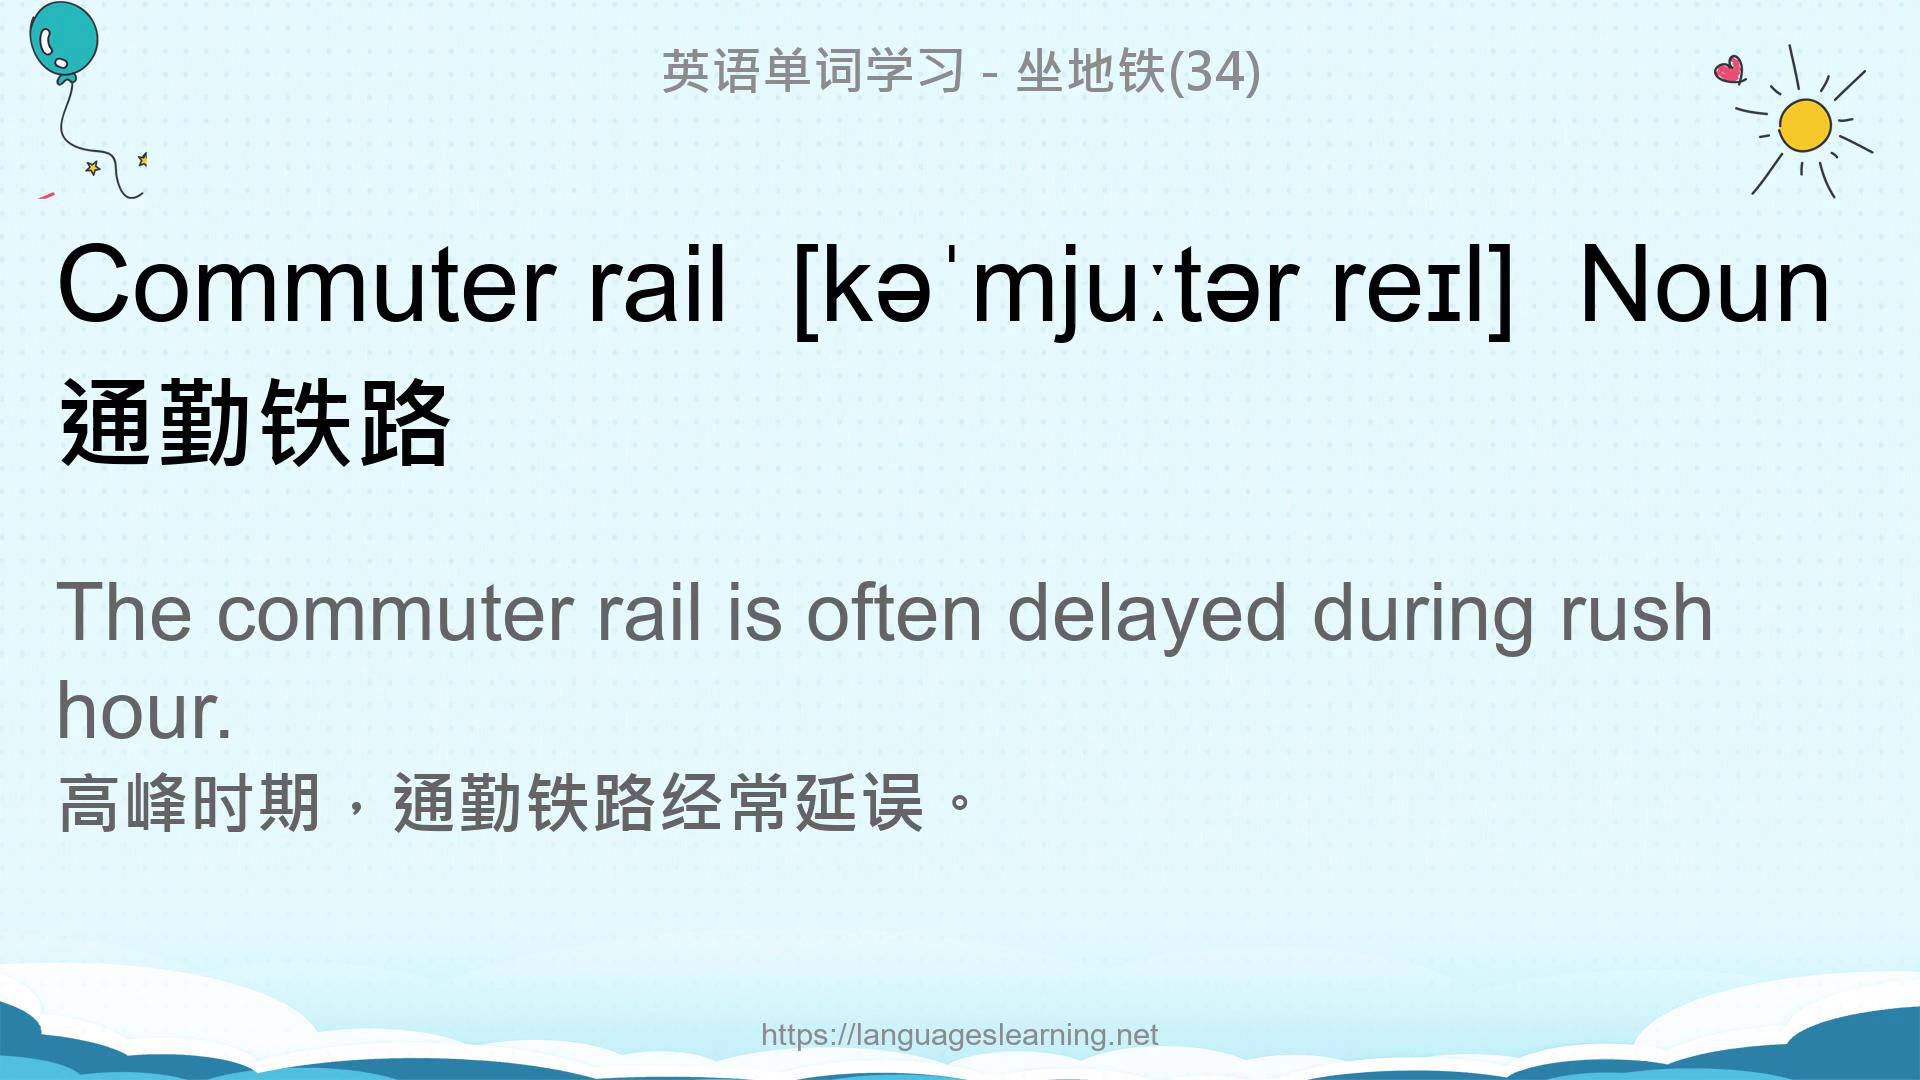 英语单词学习 - 坐地铁(34)
Commuter rail [kəˈmjuːtər reɪl] Noun
通勤铁路
The commuter rail is often delayed during rush
hour.
高峰时期，通勤铁路经常延误。
https://languageslearning.net